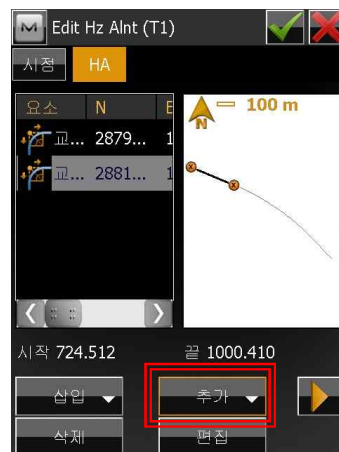 Edit Hz Alnt (T1)
시점 HA
요소 N E
교... 2879... 1
교... 2881... 1
100 m
N
시작 724.512 끝 1000.410
삽입 추가
삭제 편집